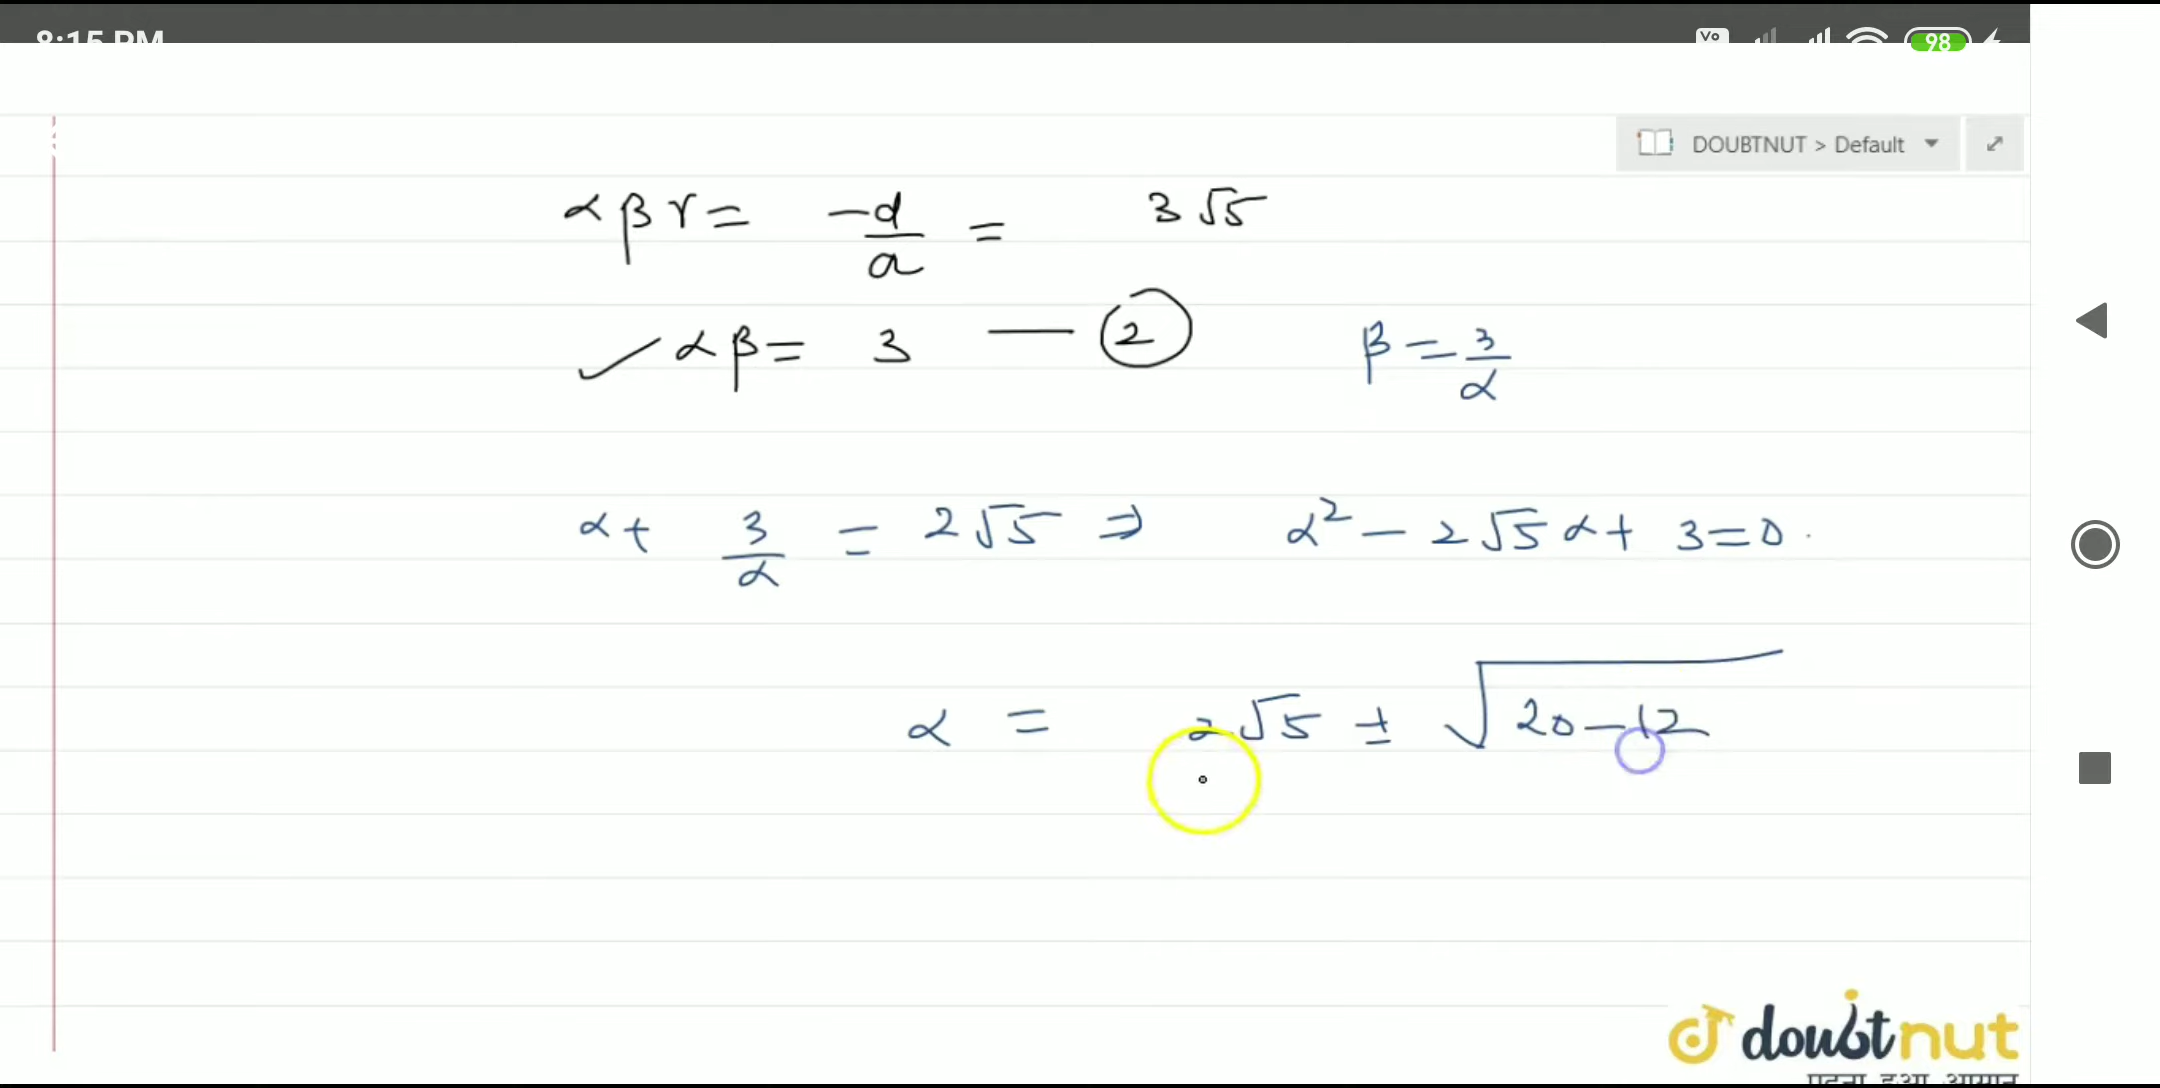 98
DOUBTNUT > Default
αβγ = -d/a = 3√5
αβ = 3 — 2
β = 3/α
α + 3/α = 2√5 ⇒ α² - 2√5α + 3 = 0.
α = 2√5 ± √20-12
doubtnut